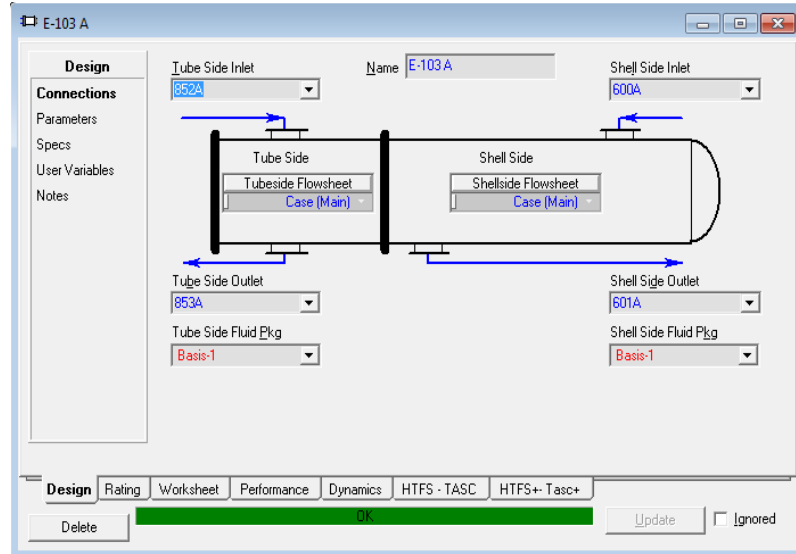 E-103 A
Design
Connections
Parameters
Specs
User Variables
Notes
Tube Side Inlet
852A
Name E-103 A
Shell Side Inlet
600A
Tube Side
Tubeside Flowsheet
Case (Main)
Shell Side
Shellside Flowsheet
Case (Main)
Tube Side Outlet
853A
Shell Side Outlet
601A
Tube Side Fluid Pkg
Basis-1
Shell Side Fluid Pkg
Basis-1
Design Rating Worksheet Performance Dynamics HTFS - TASC HTFS+- Tasc+
Delete OK Update Ignored